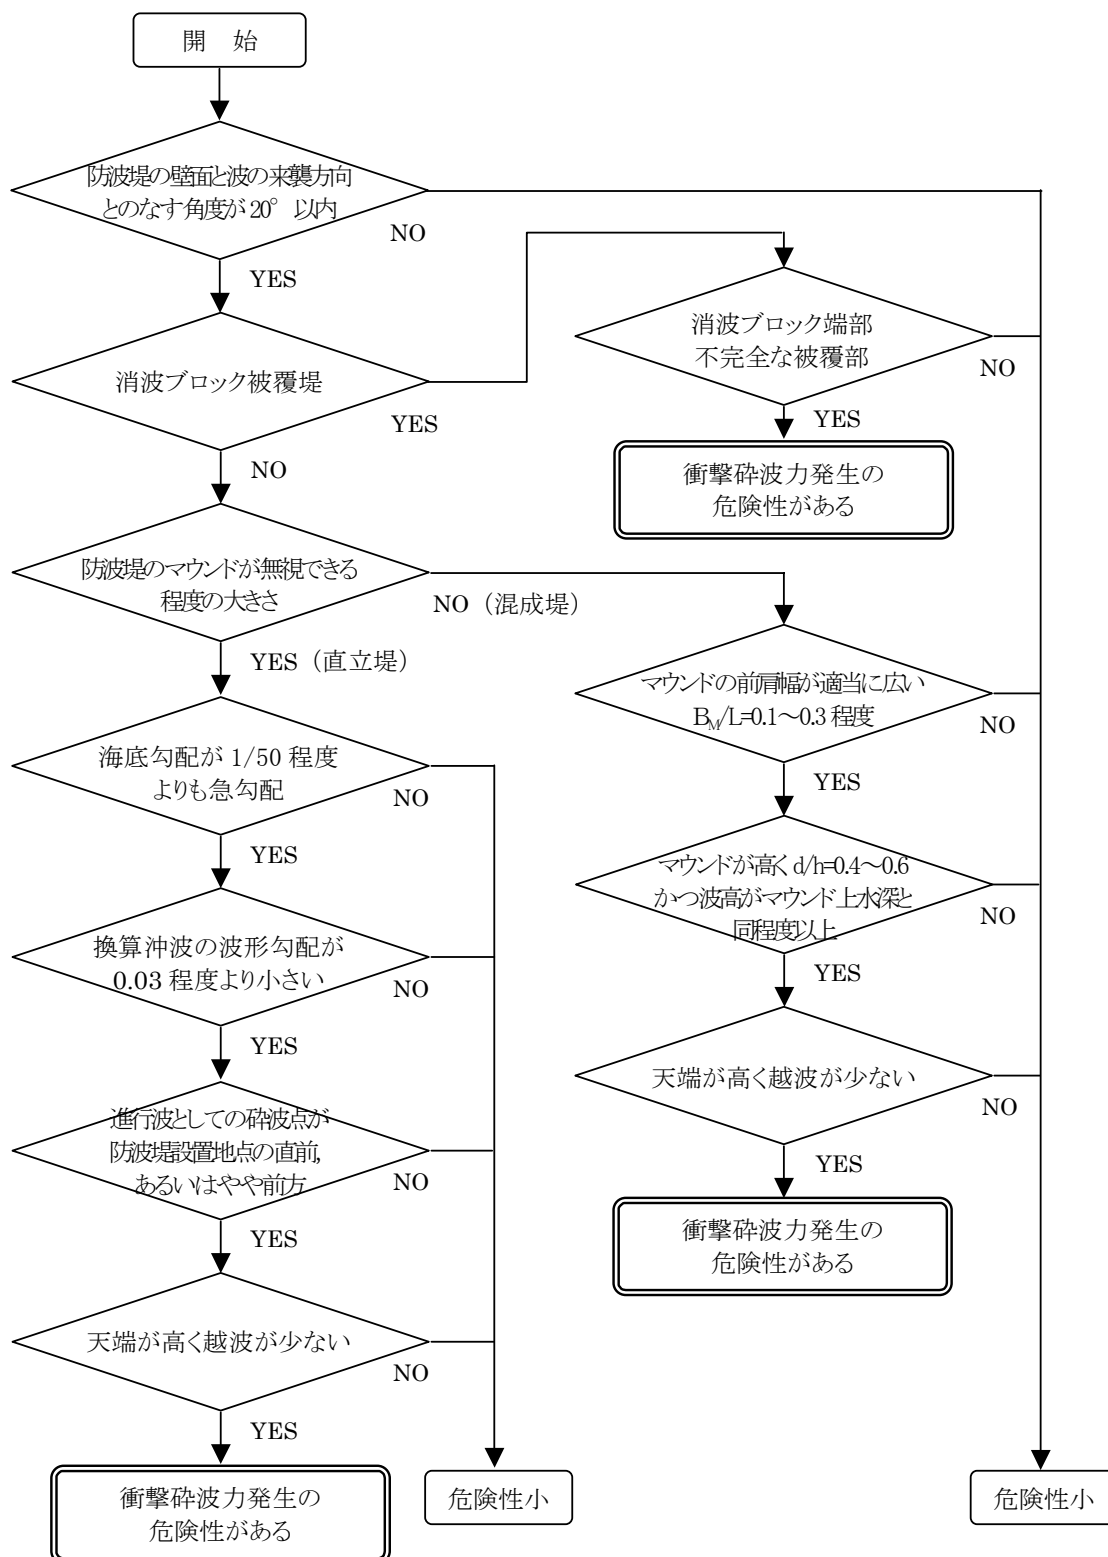 開　始
防波堤の壁面と波の来襲方向
とのなす角度が 20° 以内
NO
YES
消波ブロック端部
不完全な被覆部
NO
消波ブロック被覆堤
YES
YES
NO
衝撃砕波力発生の
危険性がある
防波堤のマウンドが無視できる
程度の大きさ
NO（混成堤）
YES（直立堤）
マウンドの前肩幅が適当に広い
BM/L=0.1～0.3 程度
NO
海底勾配が 1/50 程度
よりも急勾配
NO
YES
YES
マウンドが高く d/h=0.4～0.6
かつ波高がマウンド上水深と
同程度以上
NO
換算沖波の波形勾配が
0.03 程度より小さい
NO
YES
YES
天端が高く越波が少ない
NO
進行波としての砕波点が
防波堤設置地点の直前,
あるいはやや前方
NO
YES
YES
衝撃砕波力発生の
危険性がある
天端が高く越波が少ない
NO
YES
衝撃砕波力発生の
危険性がある
危険性小
危険性小